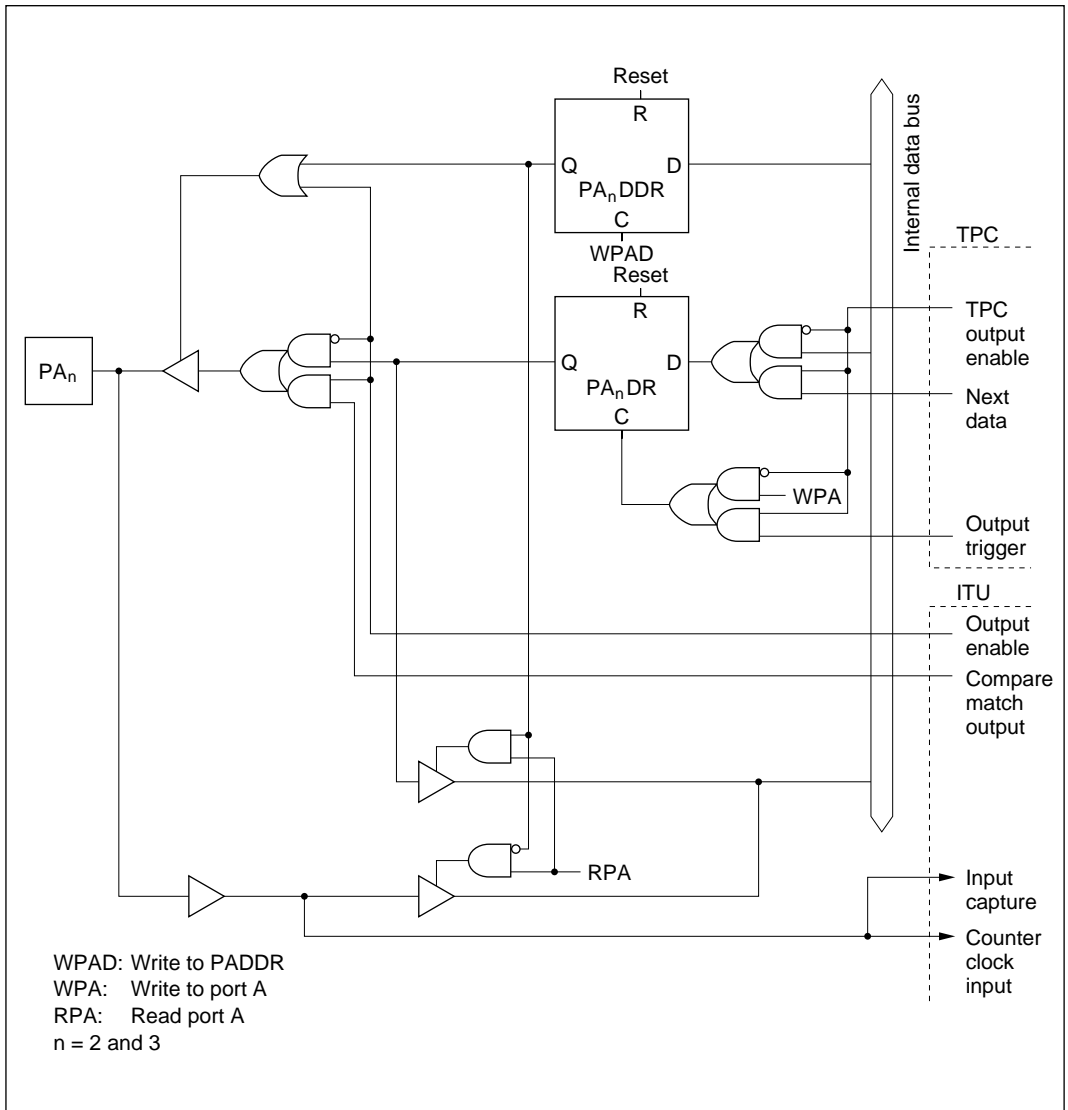 Reset
R
Q
D
PAnDDR
C
WPAD
Internal data bus
TPC
Reset
R
Q
D
PAnDR
C
PAn
TPC
output
enable
Next
data
WPA
Output
trigger
ITU
Output
enable
Compare
match
output
RPA
Input
capture
Counter
clock
input
WPAD: Write to PADDR
WPA: Write to port A
RPA: Read port A
n = 2 and 3